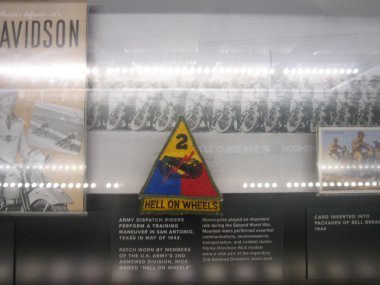 AVIDSON
2
HELL ON WHEELS
ARMY DISPATCH RIDERS
PERFORM A TRAINING
MANEUVER IN SAN ANTONIO,
TEXAS IN MAY OF 1943.
PATCH WORN BY MEMBERS
OF THE U.S. ARMY'S 2ND
ARMORED DIVISION, NICK-
NAMED "HELL ON WHEELS"
Motorcycles played an important
role during the Second World War.
Mounted riders performed essential
communications, reconnaissance,
transportation, and combat duties.
Harley-Davidson WLA models
were a vital part of the legendary
2nd Armored Division's motor pool.
CARD INSERTED INTO
PACKAGES OF BELL BREAD
1944